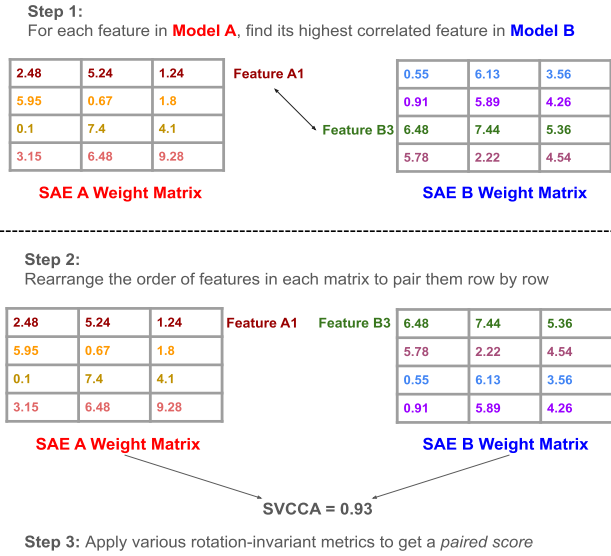 Step 1:
For each feature in Model A, find its highest correlated feature in Model B
2.48 5.24 1.24 Feature A1 0.55 6.13 3.56
5.95 0.67 1.8 0.91 5.89 4.26
0.1 7.4 4.1 Feature B3 6.48 7.44 5.36
3.15 6.48 9.28 5.78 2.22 4.54
SAE A Weight Matrix SAE B Weight Matrix
Step 2:
Rearrange the order of features in each matrix to pair them row by row
2.48 5.24 1.24 Feature A1 Feature B3 6.48 7.44 5.36
5.95 0.67 1.8 5.78 2.22 4.54
0.1 7.4 4.1 0.55 6.13 3.56
3.15 6.48 9.28 0.91 5.89 4.26
SAE A Weight Matrix SAE B Weight Matrix
SVCCA = 0.93
Step 3: Apply various rotation-invariant metrics to get a paired score